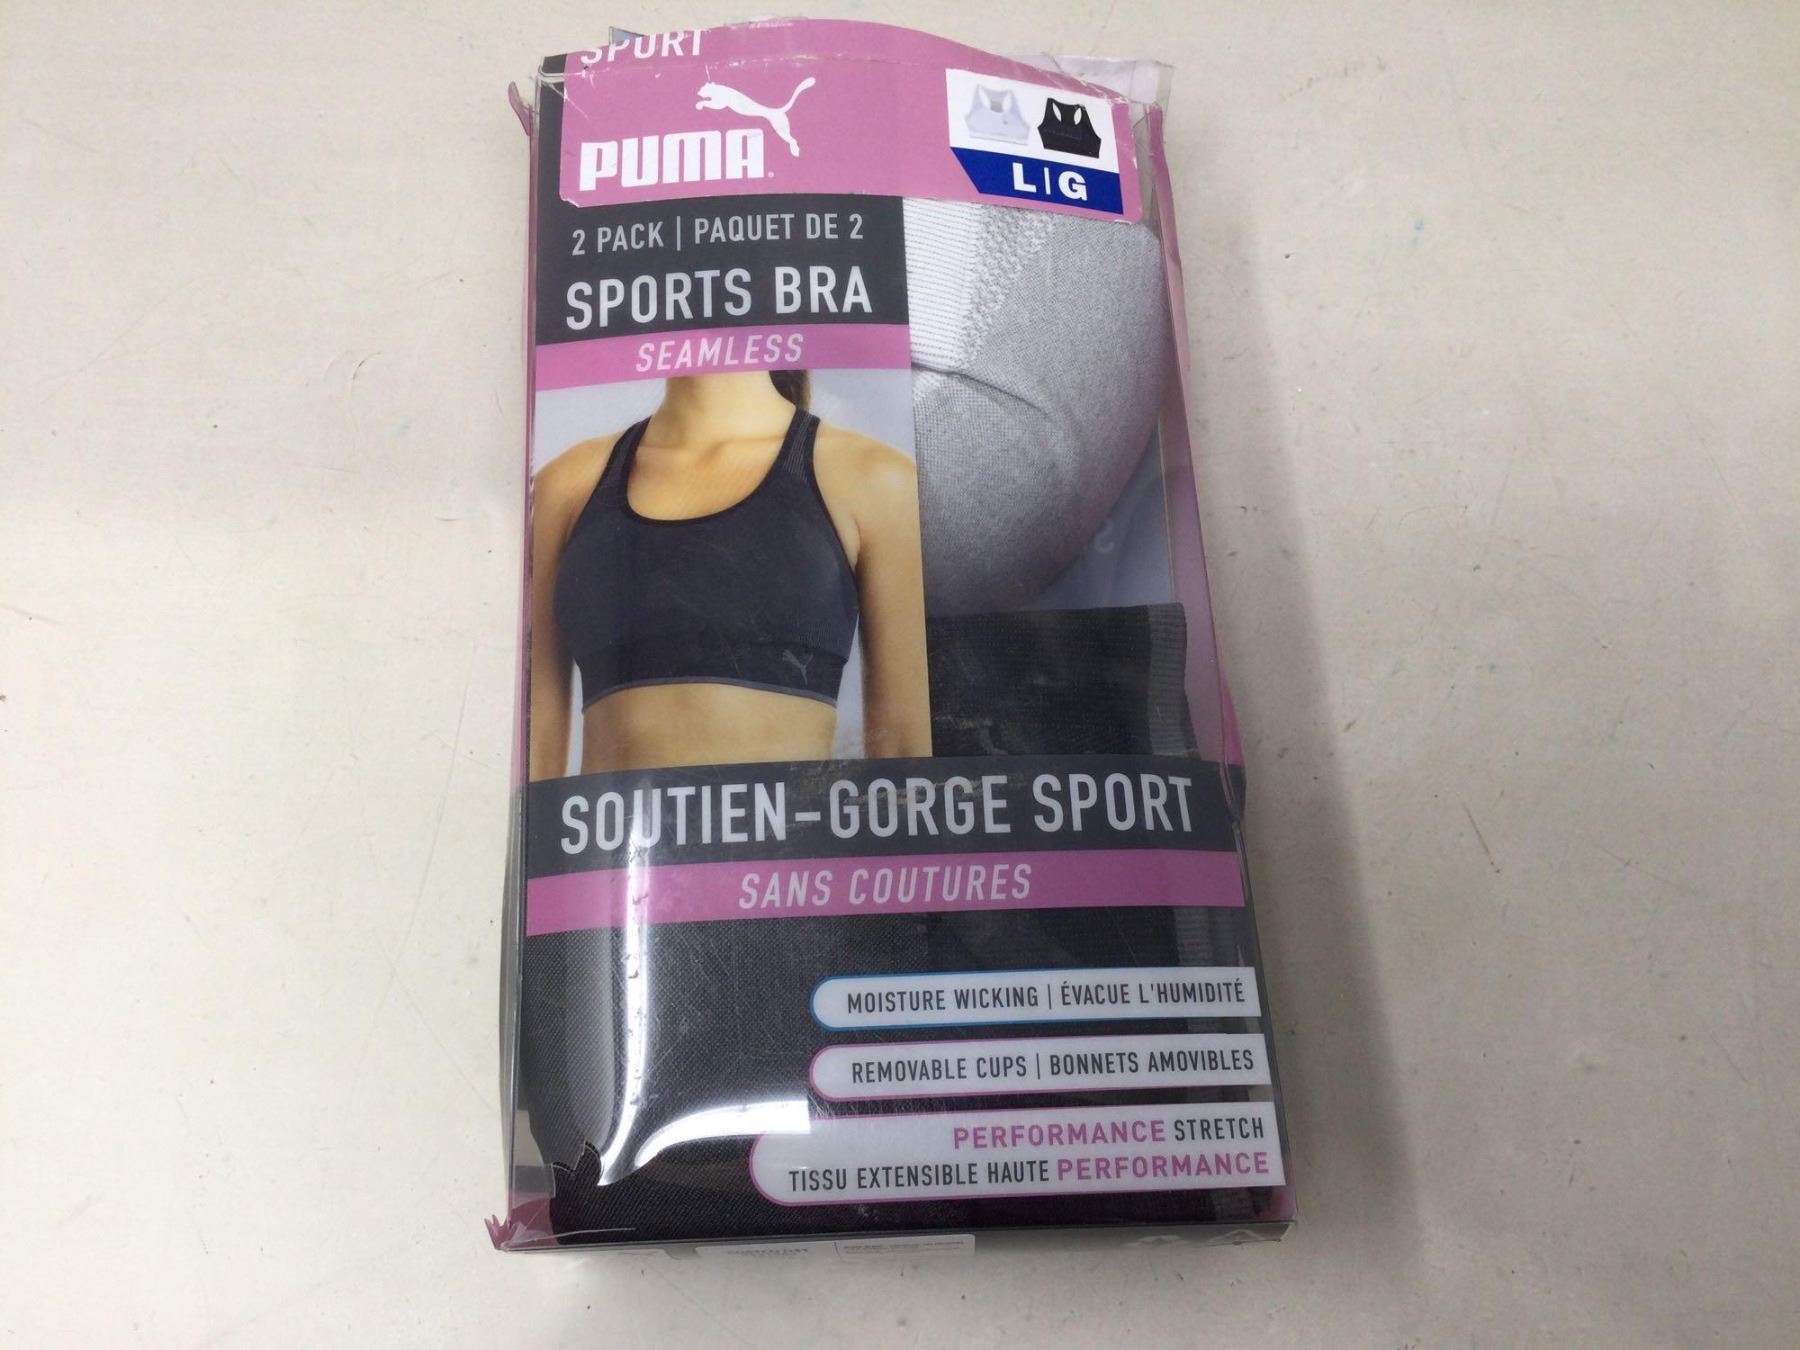 SPORT
PUMA
L|G
2 PACK | PAQUET DE 2
SPORTS BRA
SEAMLESS
SOUTIEN-GORGE SPORT
SANS COUTURES
MOISTURE WICKING | ÉVACUE L'HUMIDITÉ
REMOVABLE CUPS | BONNETS AMOVIBLES
PERFORMANCE STRETCH
TISSU EXTENSIBLE HAUTE PERFORMANCE